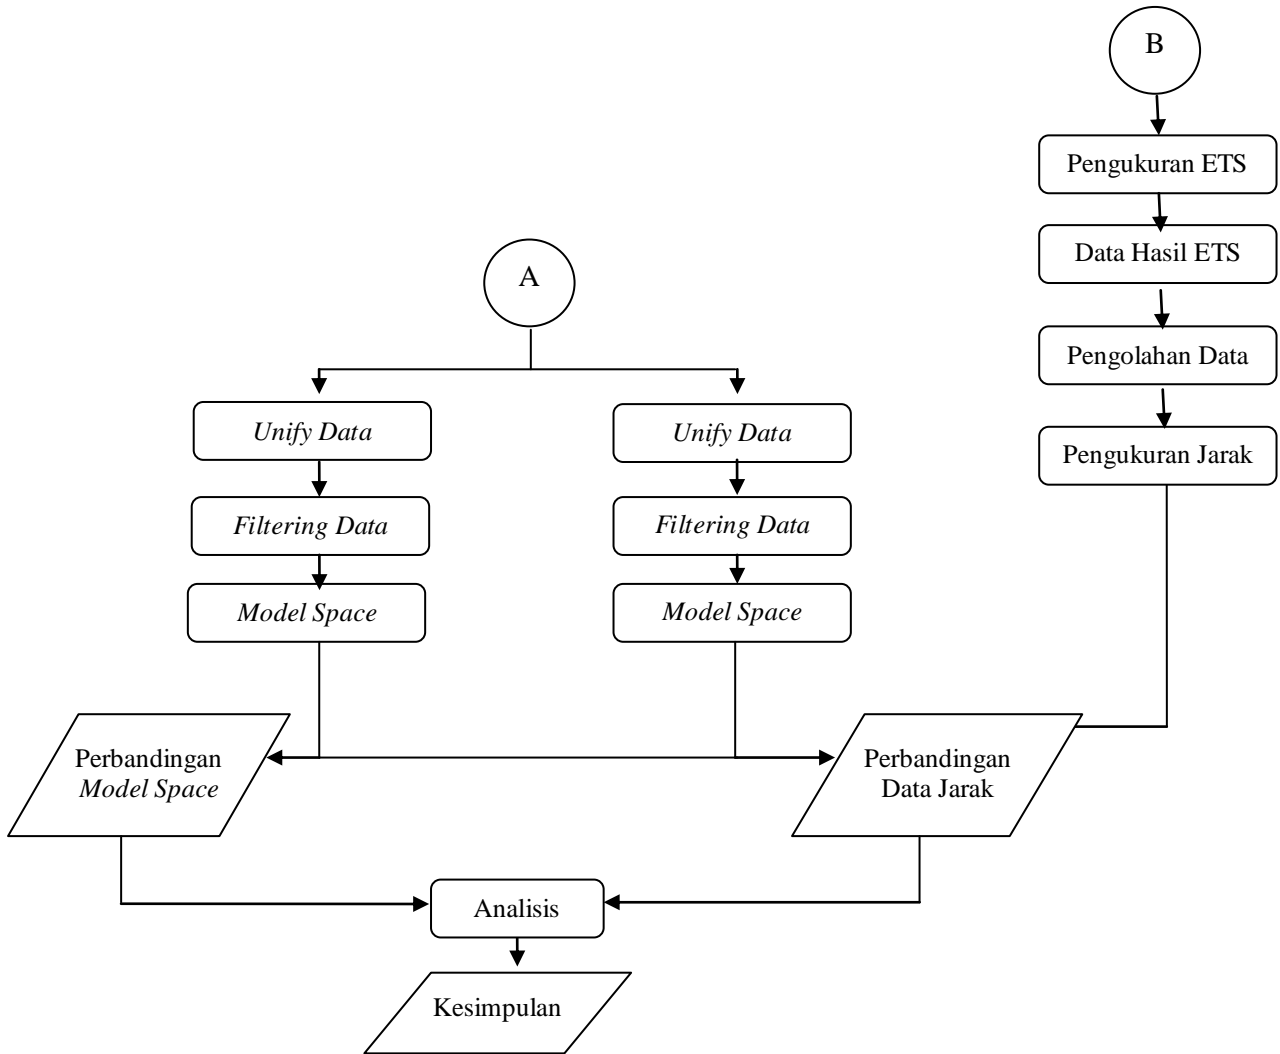 B
Pengukuran ETS
Data Hasil ETS
Pengolahan Data
Pengukuran Jarak
A
Unify Data
Filtering Data
Model Space
Unify Data
Filtering Data
Model Space
Perbandingan
Model Space
Perbandingan
Data Jarak
Analisis
Kesimpulan